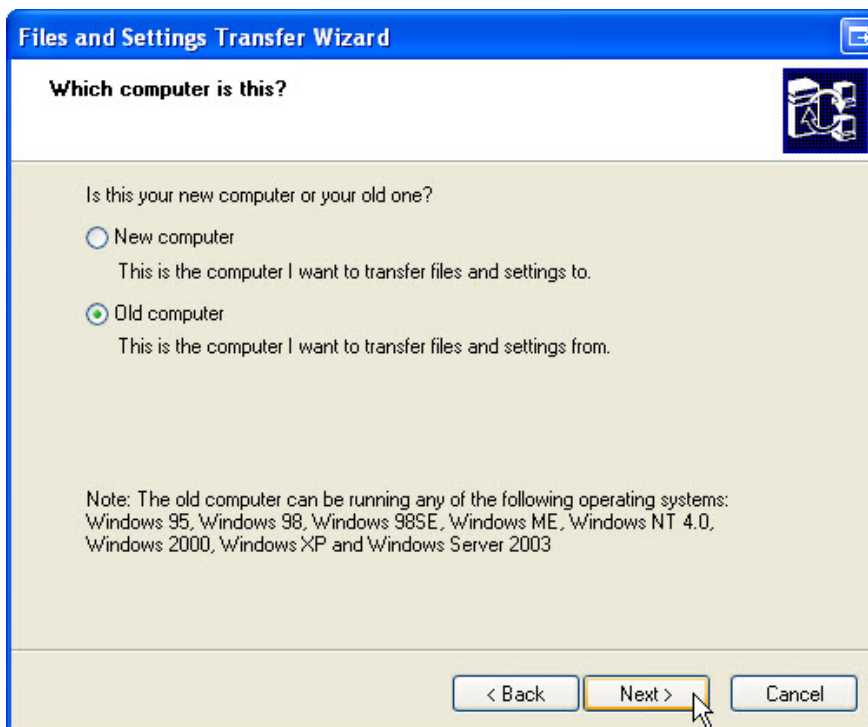 Files and Settings Transfer Wizard
Which computer is this?
Is this your new computer or your old one?
New computer
This is the computer I want to transfer files and settings to.
Old computer
This is the computer I want to transfer files and settings from.
Note: The old computer can be running any of the following operating systems:
Windows 95, Windows 98, Windows 98SE, Windows ME, Windows NT 4.0,
Windows 2000, Windows XP and Windows Server 2003
< Back Next > Cancel